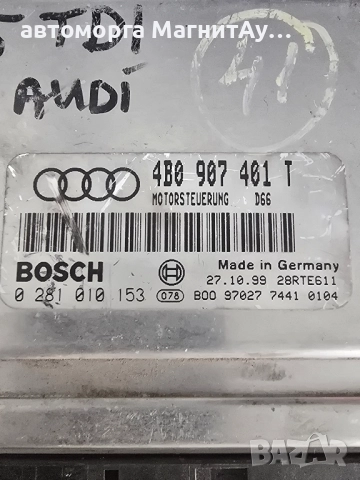 автоморга МагнитАу...
5 TDI
AUDI
41
4B0 907 401 T
MOTORSTEUERUNG D66
BOSCH
Made in Germany
27.10.99 28RTE611
0 281 010 153 078 B00 97027 7441 0104
BAZAR